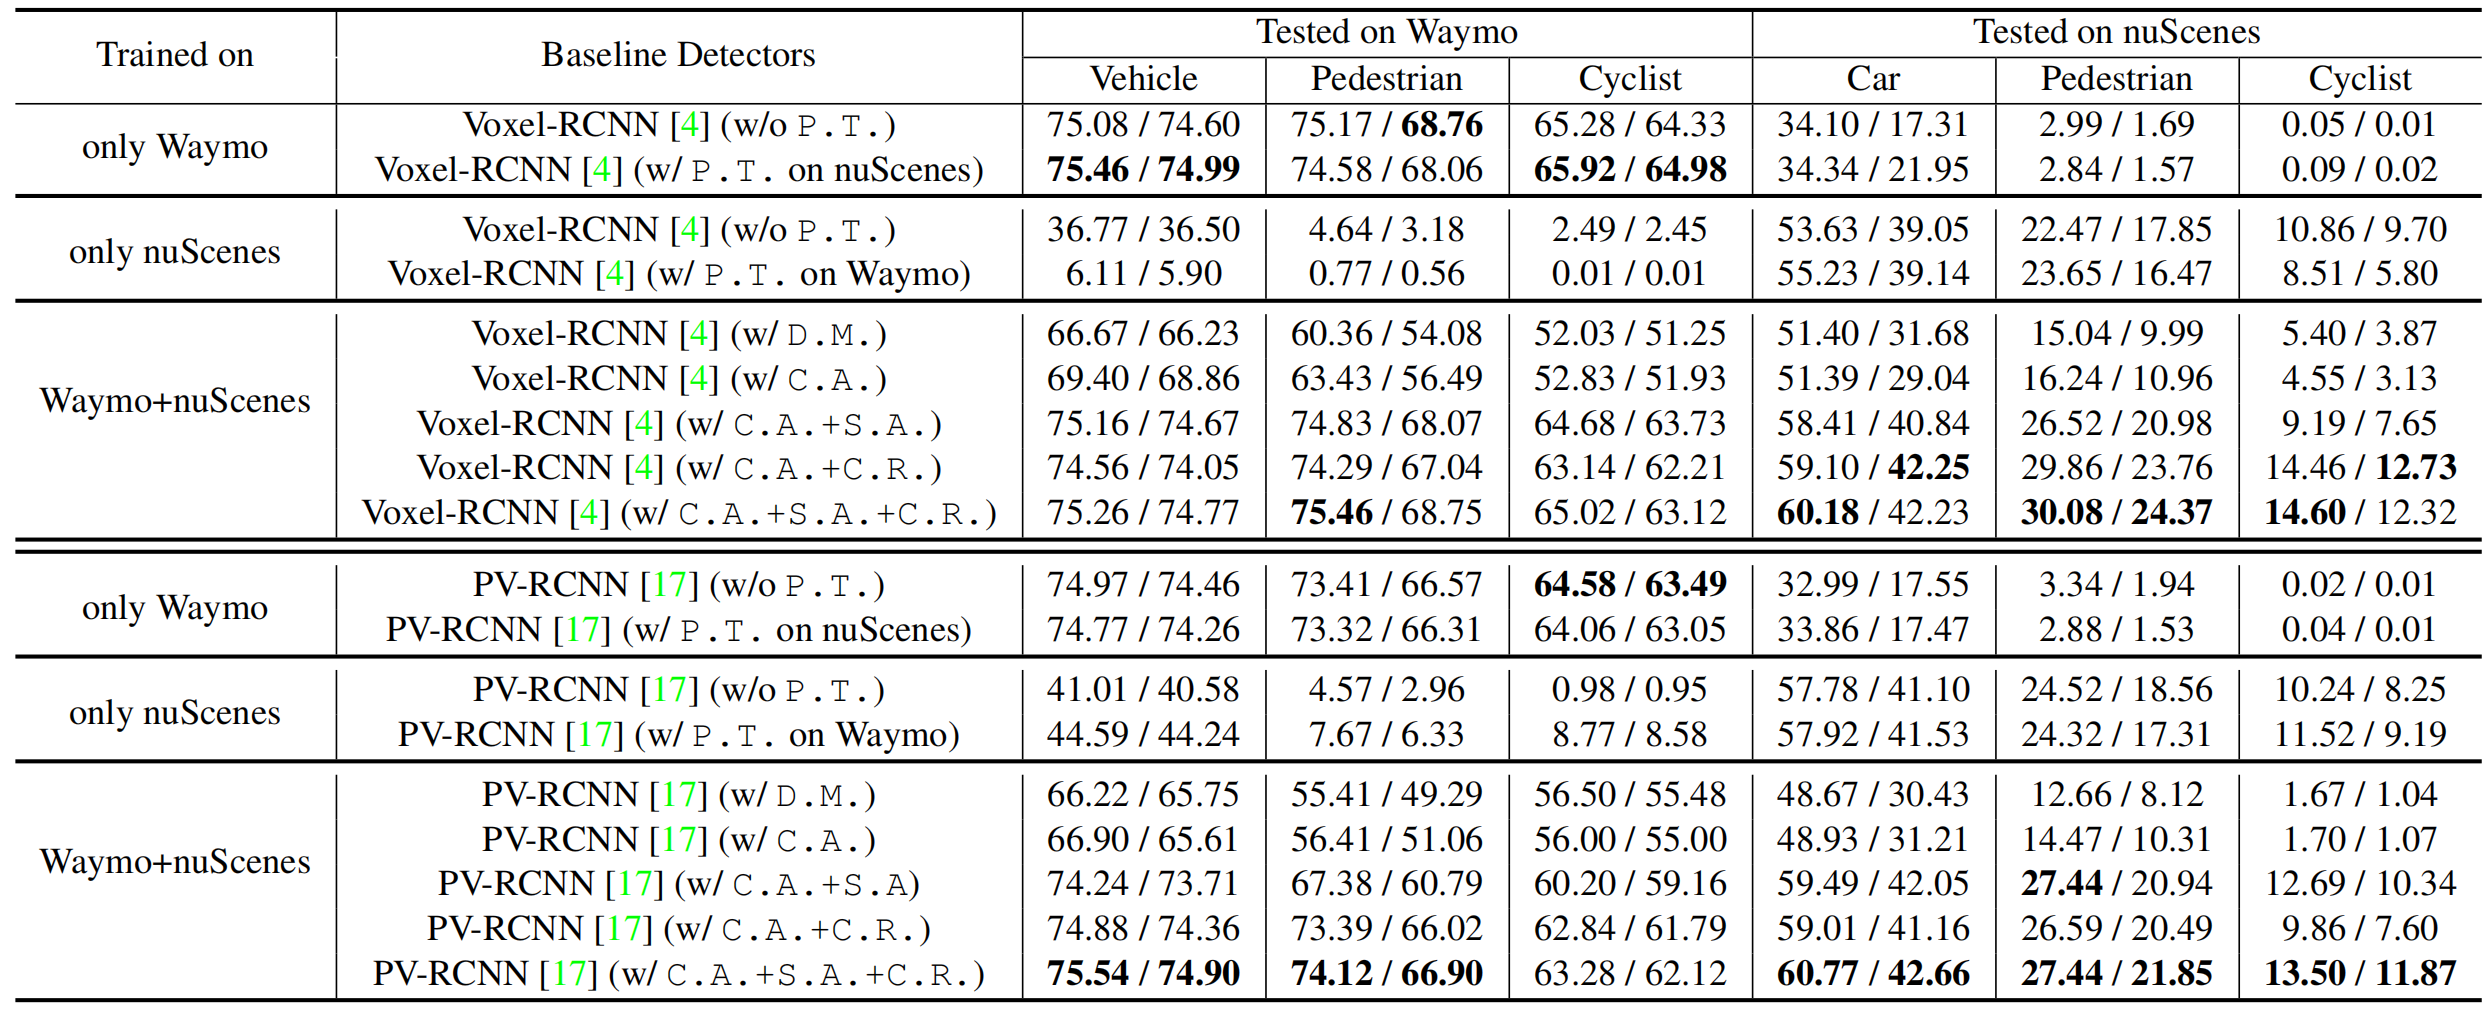 Trained on Baseline Detectors Tested on Waymo Tested on nuScenes
Vehicle Pedestrian Cyclist Car Pedestrian Cyclist
only Waymo
Voxel-RCNN [4] (w/o P.T.) 75.08 / 74.60 75.17 / 68.76 65.28 / 64.33 34.10 / 17.31 2.99 / 1.69 0.05 / 0.01
Voxel-RCNN [4] (w/ P.T. on nuScenes) 75.46 / 74.99 74.58 / 68.06 65.92 / 64.98 34.34 / 21.95 2.84 / 1.57 0.09 / 0.02
only nuScenes
Voxel-RCNN [4] (w/o P.T.) 36.77 / 36.50 4.64 / 3.18 2.49 / 2.45 53.63 / 39.05 22.47 / 17.85 10.86 / 9.70
Voxel-RCNN [4] (w/ P.T. on Waymo) 6.11 / 5.90 0.77 / 0.56 0.01 / 0.01 55.23 / 39.14 23.65 / 16.47 8.51 / 5.80
Waymo+nuScenes
Voxel-RCNN [4] (w/ D.M.) 66.67 / 66.23 60.36 / 54.08 52.03 / 51.25 51.40 / 31.68 15.04 / 9.99 5.40 / 3.87
Voxel-RCNN [4] (w/ C.A.) 69.40 / 68.86 63.43 / 56.49 52.83 / 51.93 51.39 / 29.04 16.24 / 10.96 4.55 / 3.13
Voxel-RCNN [4] (w/ C.A.+S.A.) 75.16 / 74.67 74.83 / 68.07 64.68 / 63.73 58.41 / 40.84 26.52 / 20.98 9.19 / 7.65
Voxel-RCNN [4] (w/ C.A.+C.R.) 74.56 / 74.05 74.29 / 67.04 63.14 / 62.21 59.10 / 42.25 29.86 / 23.76 14.46 / 12.73
Voxel-RCNN [4] (w/ C.A.+S.A.+C.R.) 75.26 / 74.77 75.46 / 68.75 65.02 / 63.12 60.18 / 42.23 30.08 / 24.37 14.60 / 12.32
only Waymo
PV-RCNN [17] (w/o P.T.) 74.97 / 74.46 73.41 / 66.57 64.58 / 63.49 32.99 / 17.55 3.34 / 1.94 0.02 / 0.01
PV-RCNN [17] (w/ P.T. on nuScenes) 74.77 / 74.26 73.32 / 66.31 64.06 / 63.05 33.86 / 17.47 2.88 / 1.53 0.04 / 0.01
only nuScenes
PV-RCNN [17] (w/o P.T.) 41.01 / 40.58 4.57 / 2.96 0.98 / 0.95 57.78 / 41.10 24.52 / 18.56 10.24 / 8.25
PV-RCNN [17] (w/ P.T. on Waymo) 44.59 / 44.24 7.67 / 6.33 8.77 / 8.58 57.92 / 41.53 24.32 / 17.31 11.52 / 9.19
Waymo+nuScenes
PV-RCNN [17] (w/ D.M.) 66.22 / 65.75 55.41 / 49.29 56.50 / 55.48 48.67 / 30.43 12.66 / 8.12 1.67 / 1.04
PV-RCNN [17] (w/ C.A.) 66.90 / 65.61 56.41 / 51.06 56.00 / 55.00 48.93 / 31.21 14.47 / 10.31 1.70 / 1.07
PV-RCNN [17] (w/ C.A.+S.A) 74.24 / 73.71 67.38 / 60.79 60.20 / 59.16 59.49 / 42.05 27.44 / 20.94 12.69 / 10.34
PV-RCNN [17] (w/ C.A.+C.R.) 74.88 / 74.36 73.39 / 66.02 62.84 / 61.79 59.01 / 41.16 26.59 / 20.49 9.86 / 7.60
PV-RCNN [17] (w/ C.A.+S.A.+C.R.) 75.54 / 74.90 74.12 / 66.90 63.28 / 62.12 60.77 / 42.66 27.44 / 21.85 13.50 / 11.87